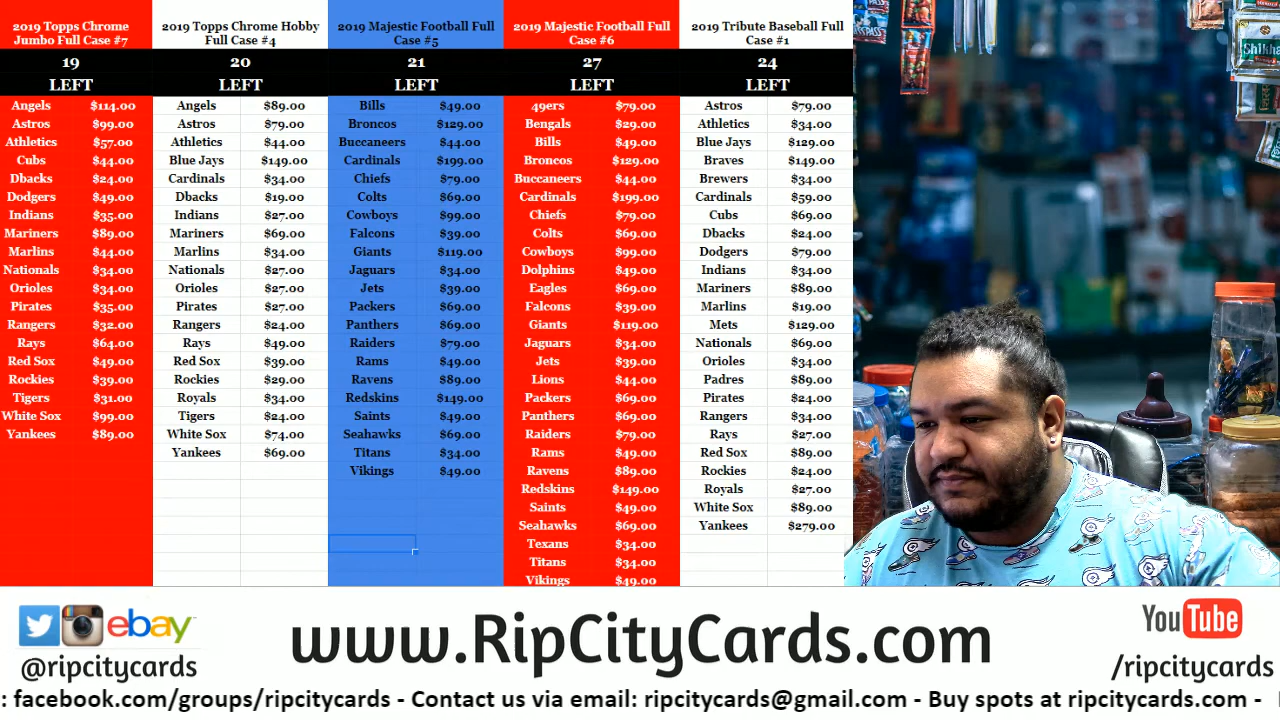 2019 Topps Chrome
Jumbo Full Case #7
19
LEFT
Angels $114.00
Astros $99.00
Athletics $57.00
Cubs $44.00
Dbacks $24.00
Dodgers $49.00
Indians $35.00
Mariners $89.00
Marlins $44.00
Nationals $34.00
Orioles $34.00
Pirates $35.00
Rangers $32.00
Rays $64.00
Red Sox $49.00
Rockies $39.00
Tigers $31.00
White Sox $99.00
Yankees $89.00
2019 Topps Chrome Hobby
Full Case #4
20
LEFT
Angels $89.00
Astros $79.00
Athletics $44.00
Blue Jays $149.00
Cardinals $34.00
Dbacks $19.00
Indians $27.00
Mariners $69.00
Marlins $34.00
Nationals $27.00
Orioles $27.00
Pirates $27.00
Rangers $24.00
Rays $49.00
Red Sox $39.00
Rockies $29.00
Royals $34.00
Tigers $24.00
White Sox $74.00
Yankees $69.00
2019 Majestic Football Full
Case #5
21
LEFT
Bills $49.00
Broncos $129.00
Buccaneers $44.00
Cardinals $199.00
Chiefs $79.00
Colts $69.00
Cowboys $99.00
Falcons $39.00
Giants $119.00
Jaguars $34.00
Jets $39.00
Packers $69.00
Panthers $69.00
Raiders $79.00
Rams $49.00
Ravens $89.00
Redskins $149.00
Saints $49.00
Seahawks $69.00
Titans $34.00
Vikings $49.00
2019 Majestic Football Full
Case #6
27
LEFT
49ers $79.00
Bengals $29.00
Bills $49.00
Broncos $129.00
Buccaneers $44.00
Cardinals $199.00
Chiefs $79.00
Colts $69.00
Cowboys $99.00
Dolphins $49.00
Eagles $69.00
Falcons $39.00
Giants $119.00
Jaguars $34.00
Jets $39.00
Lions $44.00
Packers $69.00
Panthers $69.00
Raiders $79.00
Rams $49.00
Ravens $89.00
Redskins $149.00
Saints $49.00
Seahawks $69.00
Texans $34.00
Titans $34.00
Vikings $49.00
2019 Tribute Baseball Full
Case #1
24
LEFT
Astros $79.00
Athletics $34.00
Blue Jays $129.00
Braves $149.00
Brewers $34.00
Cardinals $59.00
Cubs $69.00
Dbacks $24.00
Dodgers $79.00
Indians $34.00
Mariners $89.00
Marlins $19.00
Mets $129.00
Nationals $69.00
Orioles $34.00
Padres $89.00
Pirates $24.00
Rangers $34.00
Rays $27.00
Red Sox $89.00
Rockies $24.00
Royals $27.00
White Sox $89.00
Yankees $279.00
ebay
@ripcitycards
www.RipCityCards.com
YouTube
/ripcitycards
: facebook.com/groups/ripcitycards - Contact us via email: ripcitycards@gmail.com - Buy spots at ripcitycards.com -